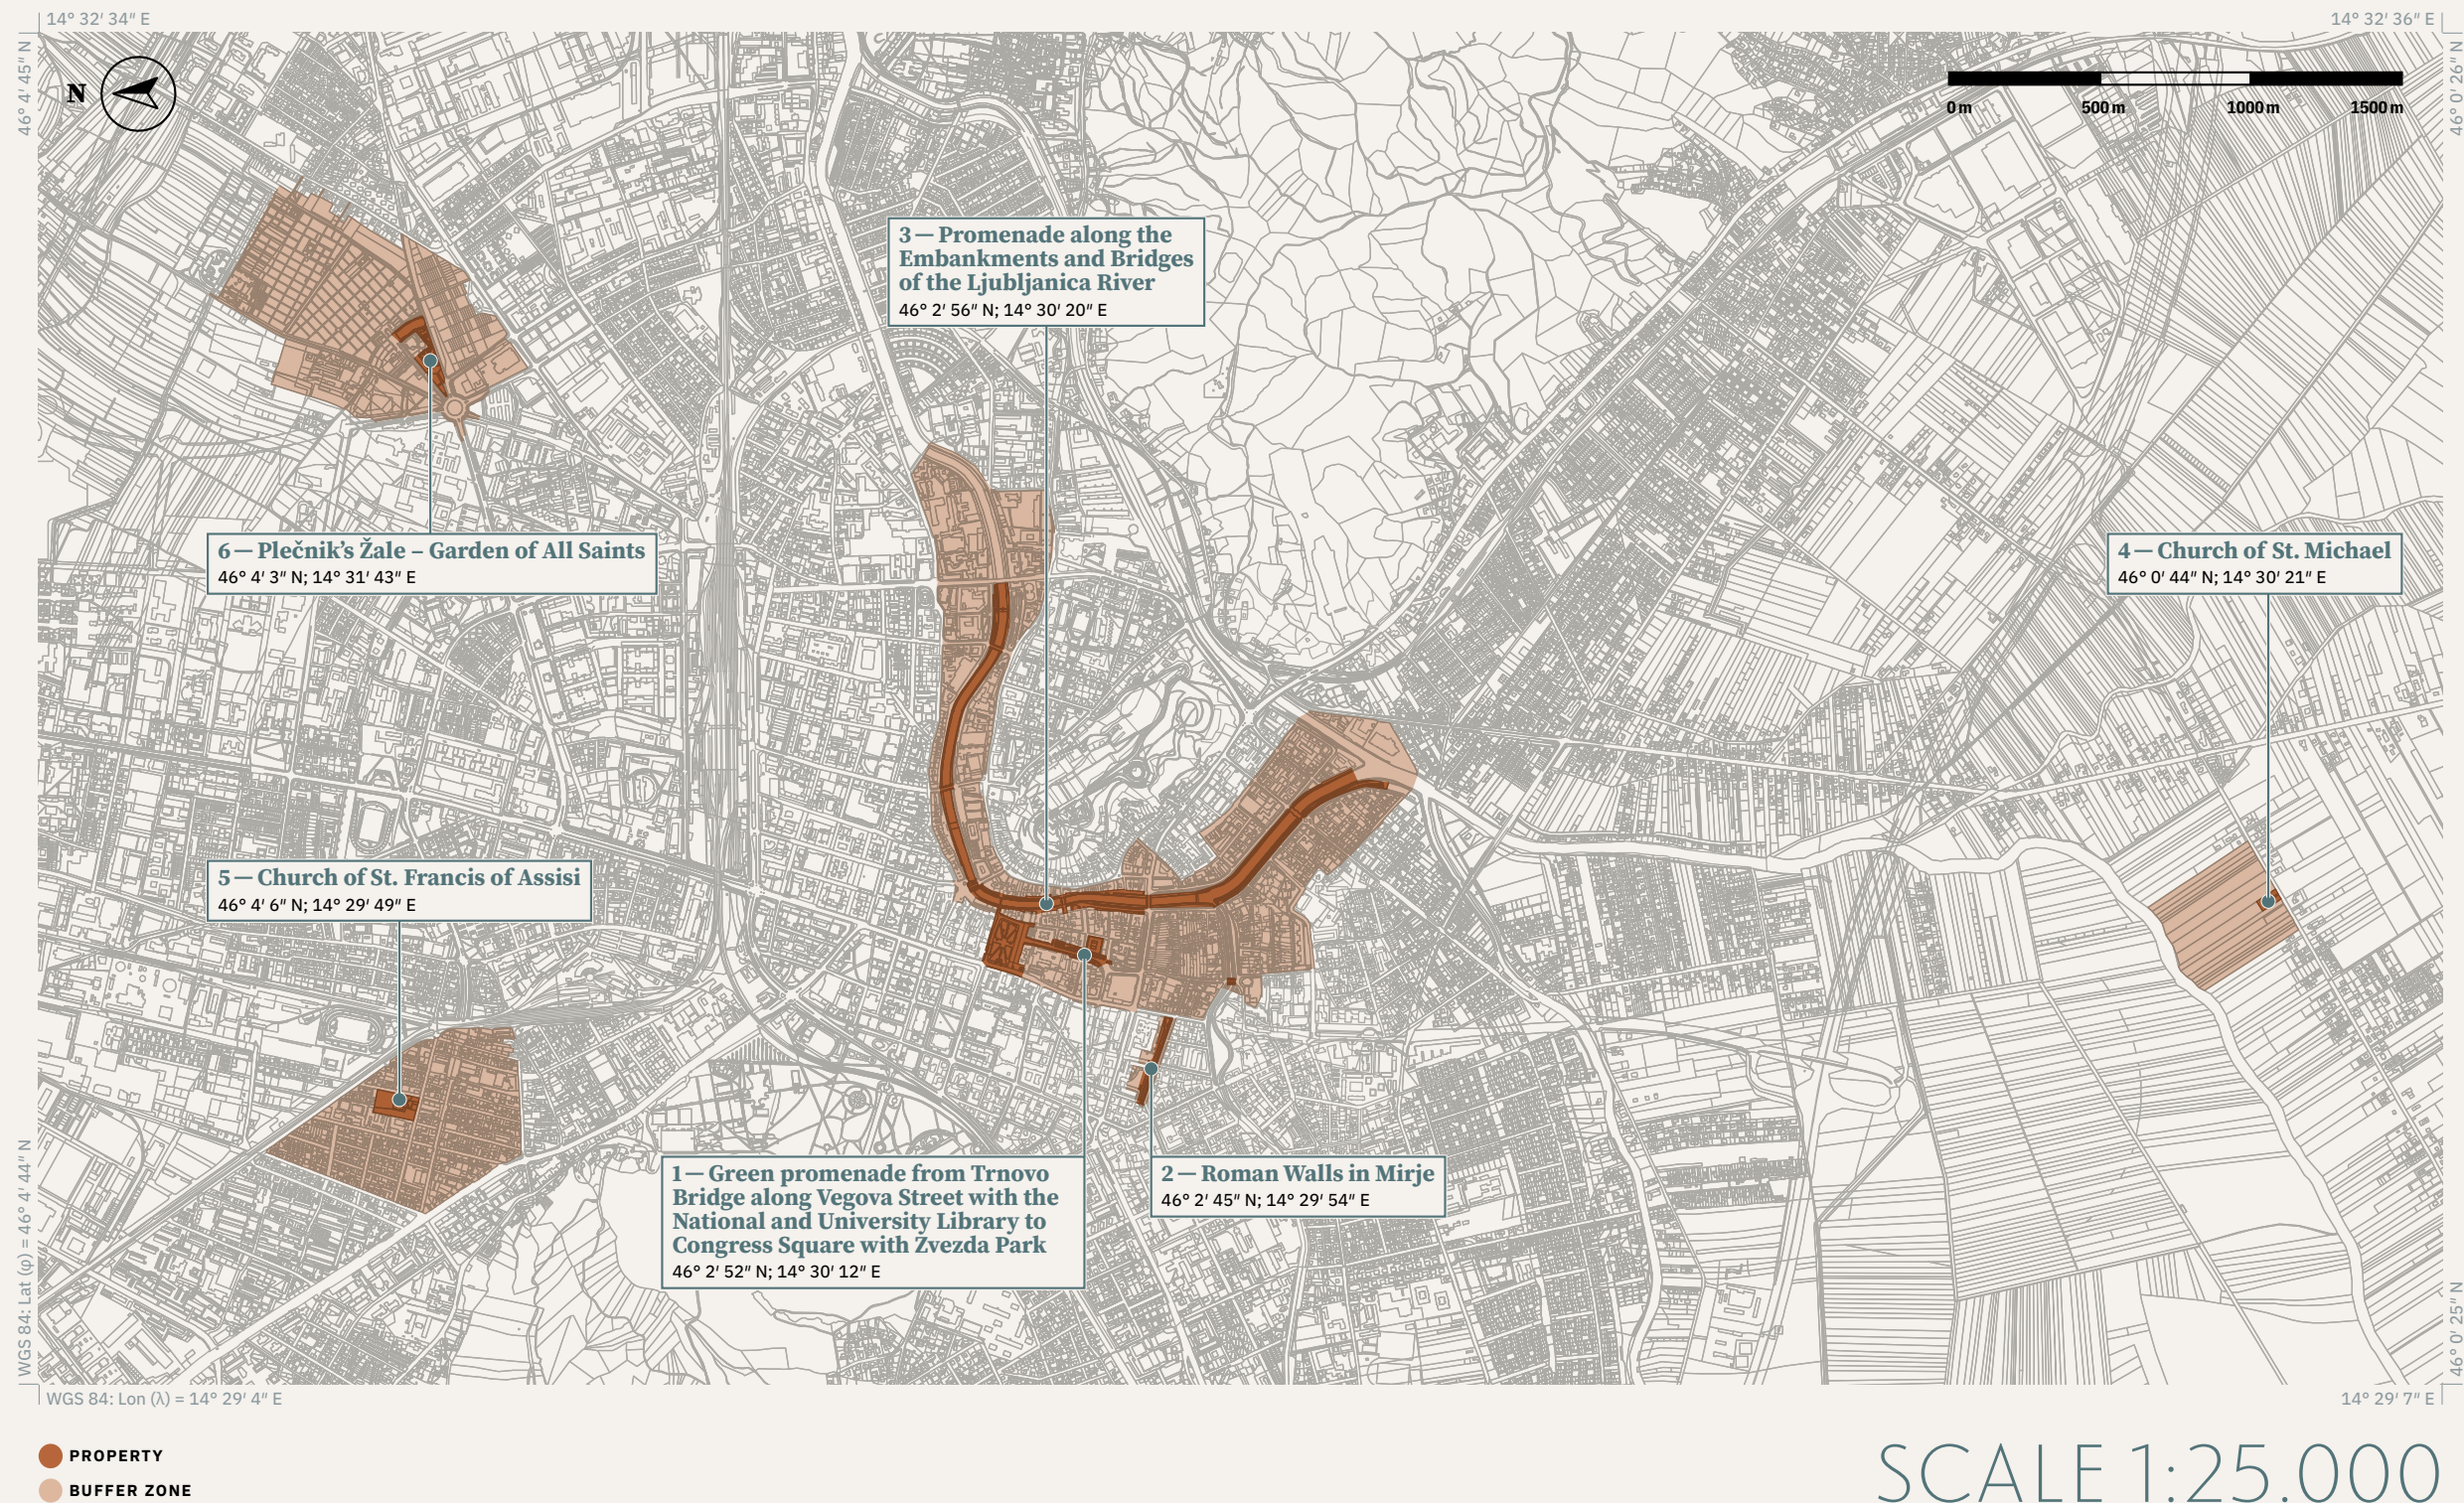 14° 32′ 34″ E
14° 32′ 36″ E
46° 4′ 45″ N
46° 0′ 26″ N
N
0 m 500 m 1000 m 1500 m
3 — Promenade along the
Embankments and Bridges
of the Ljubljanica River
46° 2′ 56″ N; 14° 30′ 20″ E
6 — Plečnik’s Žale – Garden of All Saints
46° 4′ 3″ N; 14° 31′ 43″ E
4 — Church of St. Michael
46° 0′ 44″ N; 14° 30′ 21″ E
5 — Church of St. Francis of Assisi
46° 4′ 6″ N; 14° 29′ 49″ E
1 — Green promenade from Trnovo
Bridge along Vegova Street with the
National and University Library to
Congress Square with Zvezda Park
46° 2′ 52″ N; 14° 30′ 12″ E
2 — Roman Walls in Mirje
46° 2′ 45″ N; 14° 29′ 54″ E
WGS 84: Lat (φ) = 46° 4′ 44″ N
46° 0′ 25″ N
WGS 84: Lon (λ) = 14° 29′ 4″ E
14° 29′ 7″ E
PROPERTY
BUFFER ZONE
SCALE 1:25.000